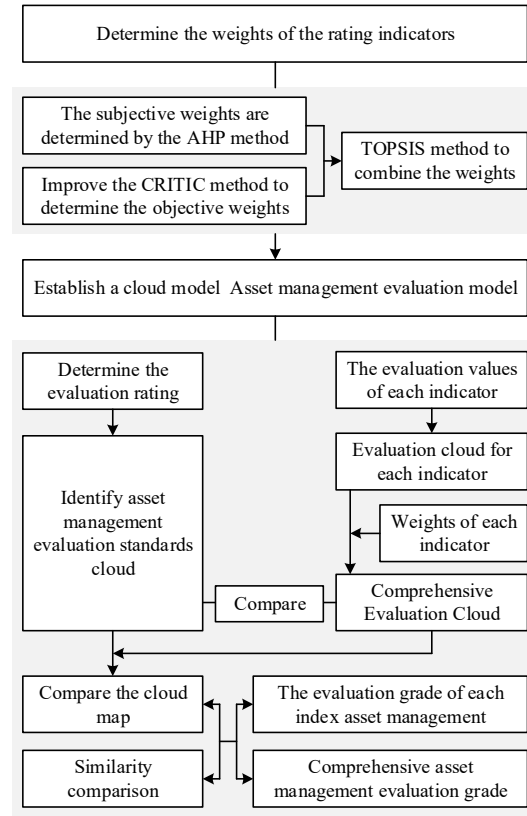 Determine the weights of the rating indicators
The subjective weights are
determined by the AHP method
TOPSIS method to
combine the weights
Improve the CRITIC method to
determine the objective weights
Establish a cloud model  Asset management evaluation model
Determine the
evaluation rating
The evaluation values
of each indicator
Evaluation cloud for
each indicator
Identify asset
management
evaluation standards
cloud
Weights of each
indicator
Compare
Comprehensive
Evaluation Cloud
Compare the cloud
map
The evaluation grade of each
index asset management
Similarity
comparison
Comprehensive asset
management evaluation grade